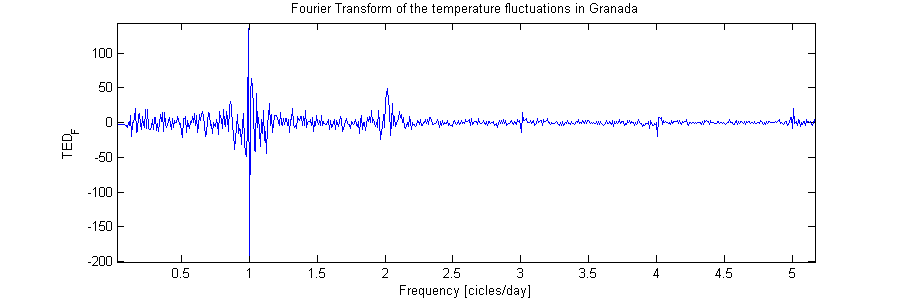 Fourier Transform of the temperature fluctuations in Granada
100
50
0
-50
-100
-150
-200
TED_F
0.5 1 1.5 2 2.5 3 3.5 4 4.5 5
Frequency [cicles/day]